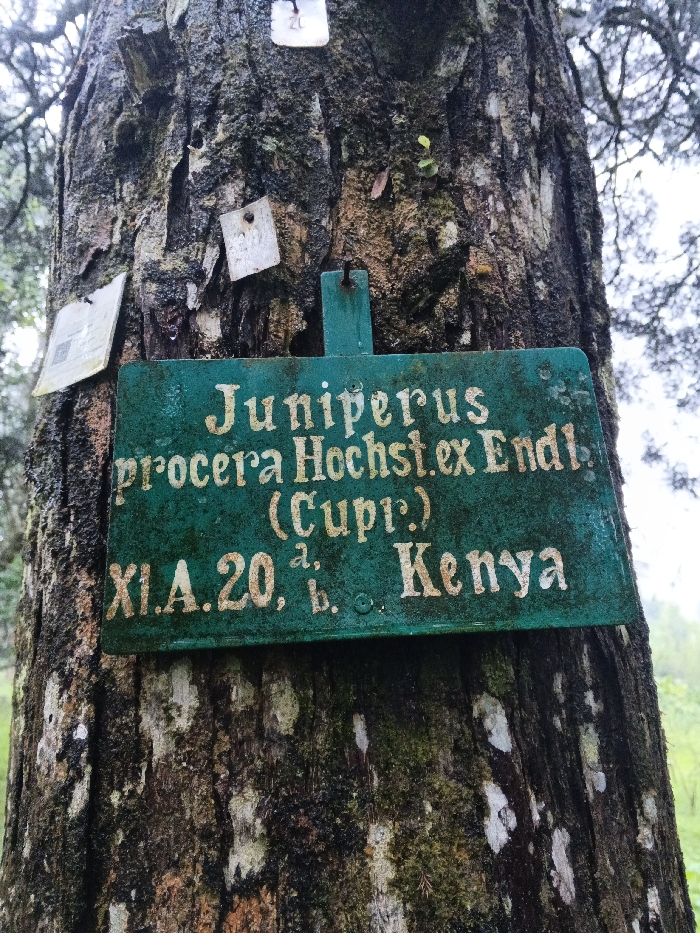 Juniperus
procera Hochst.ex Endl.
(Cupr.)
XI.A.20, a, b. Kenya